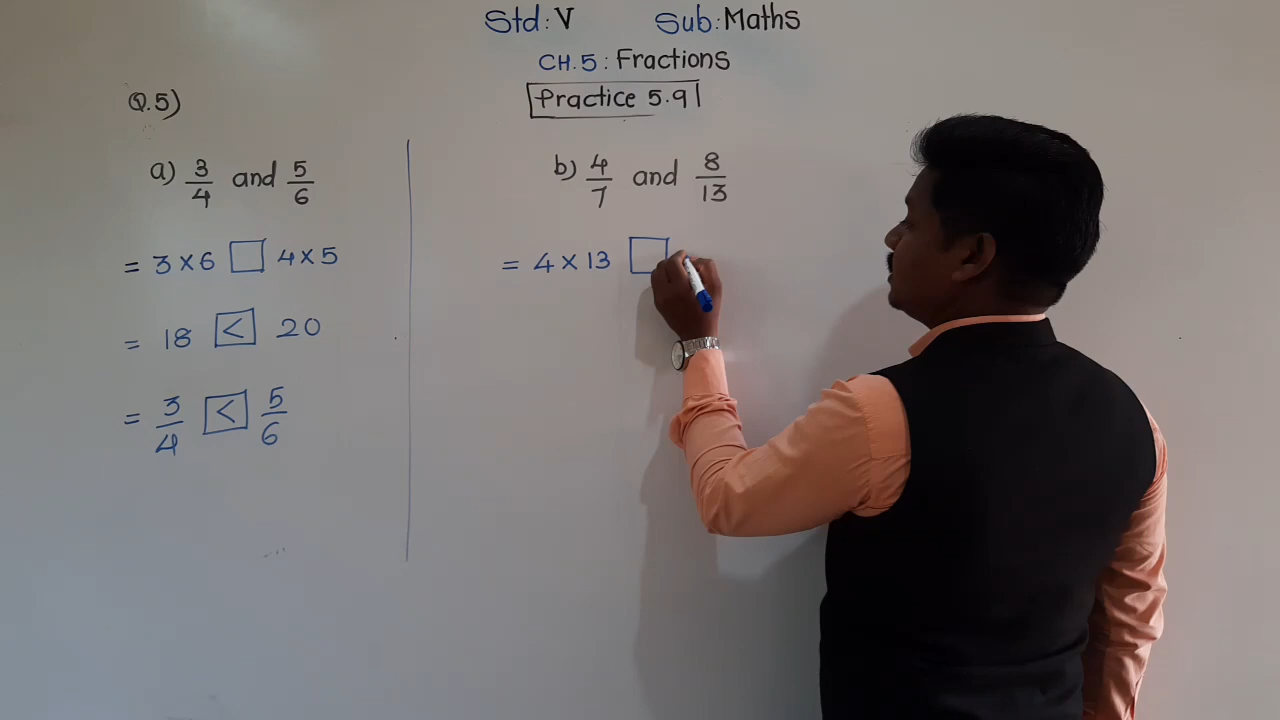 Std: V Sub: Maths
CH.5: Fractions
Practice 5.9
Q.5)
a) 3/4 and 5/6
= 3 × 6 □ 4 × 5
= 18 < 20
= 3/4 < 5/6
b) 4/7 and 8/13
= 4 × 13 □